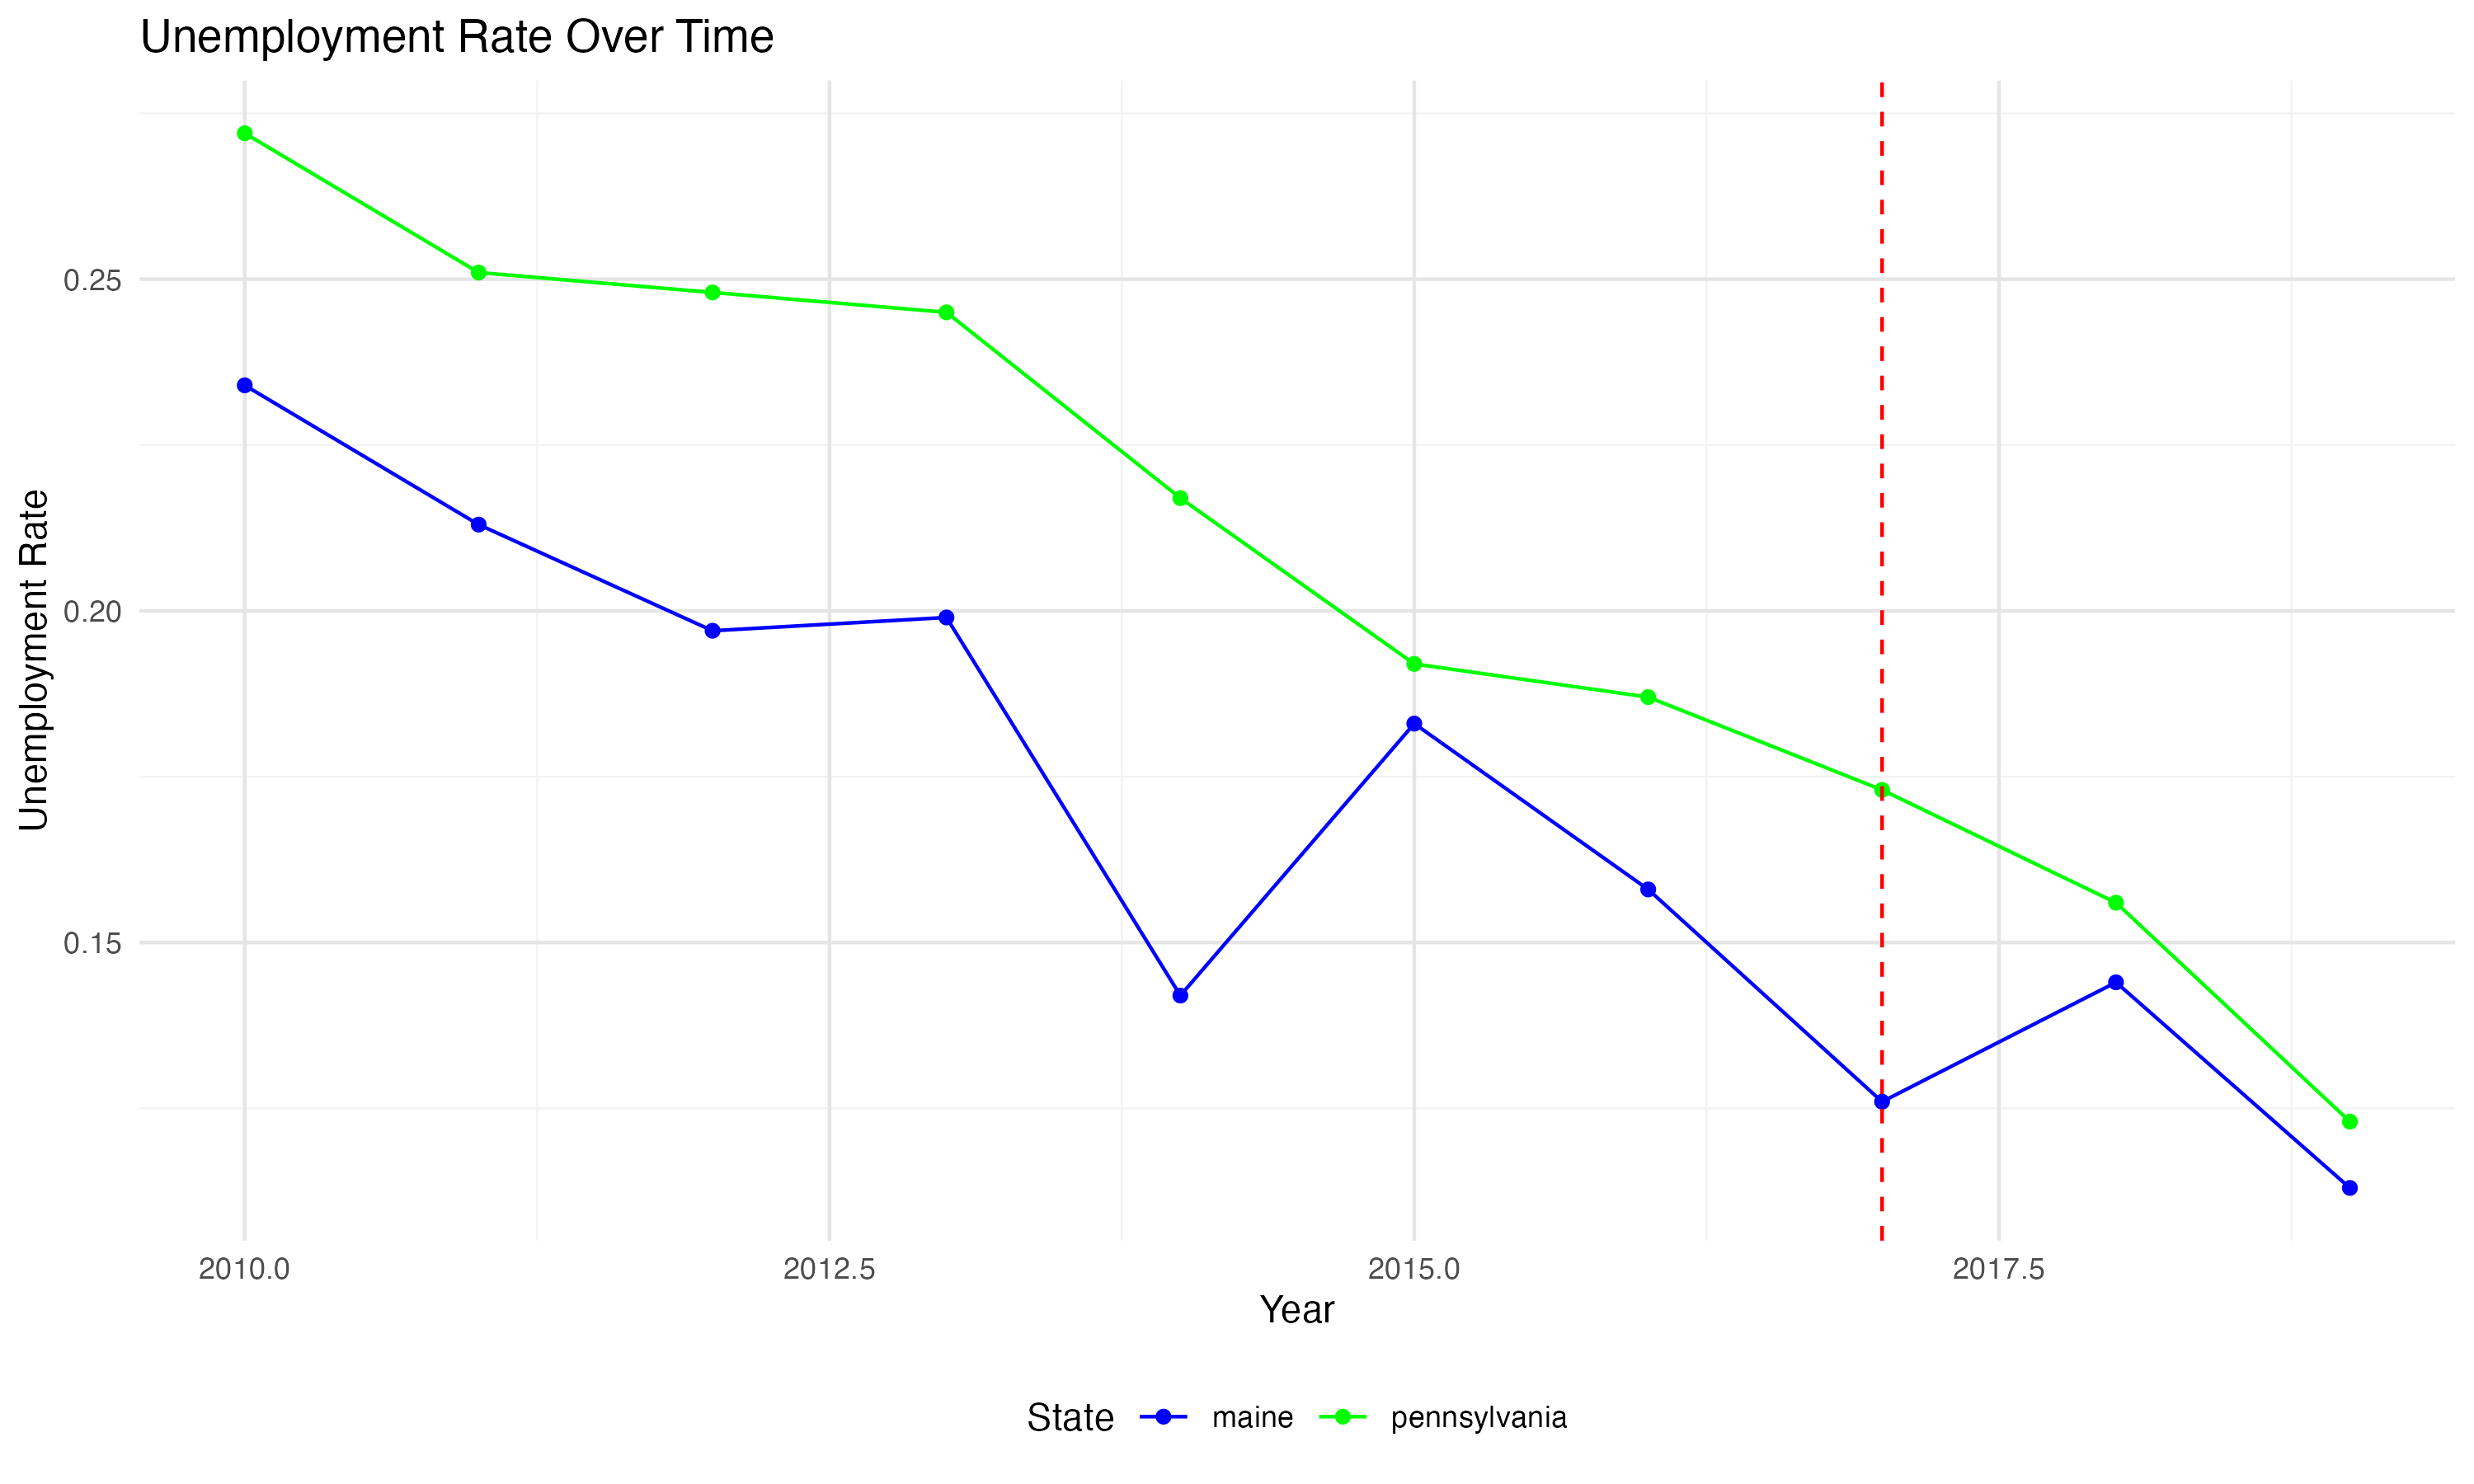 Unemployment Rate Over Time
Unemployment Rate
0.25
0.20
0.15
2010.0 2012.5 2015.0 2017.5
Year
State maine pennsylvania